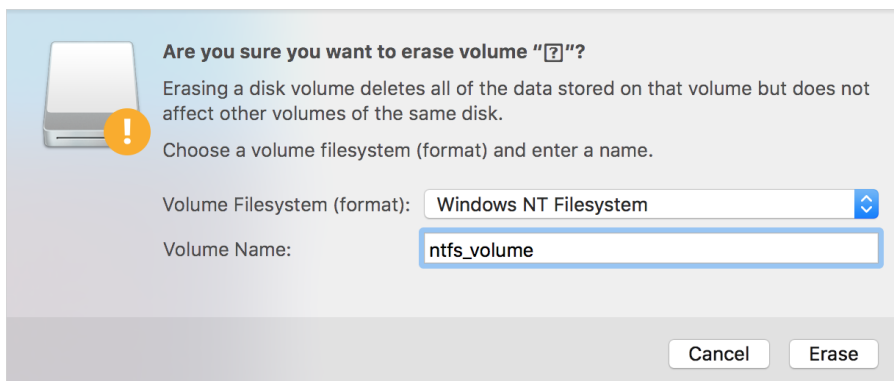 Are you sure you want to erase volume “⍰”?
Erasing a disk volume deletes all of the data stored on that volume but does not
affect other volumes of the same disk.
Choose a volume filesystem (format) and enter a name.
Volume Filesystem (format): Windows NT Filesystem
Volume Name: ntfs_volume
Cancel Erase